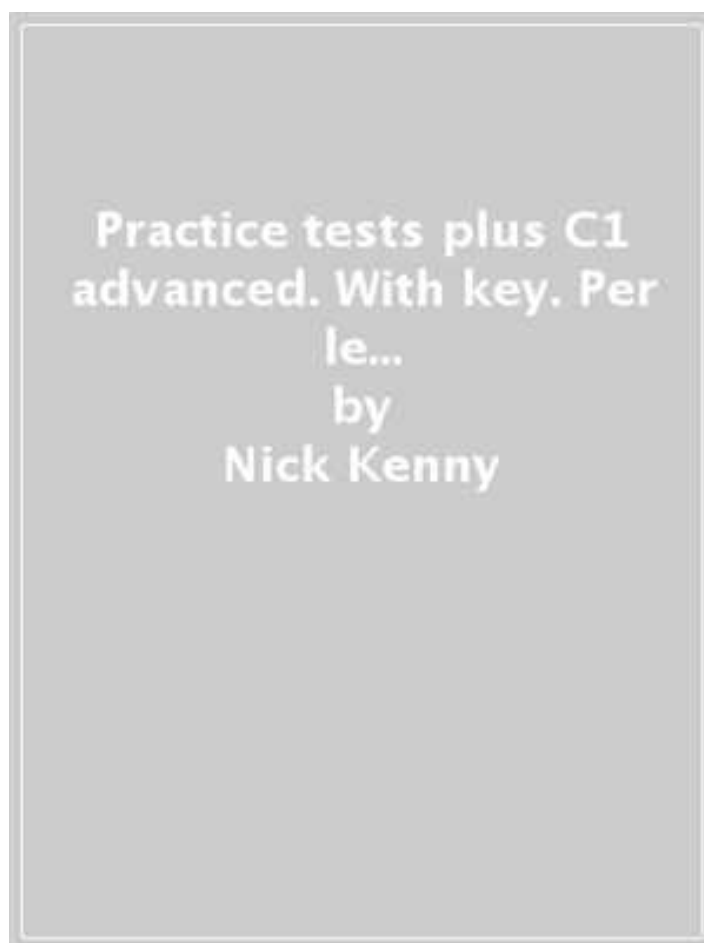 Practice tests plus C1
advanced. With key. Per
le...
by
Nick Kenny